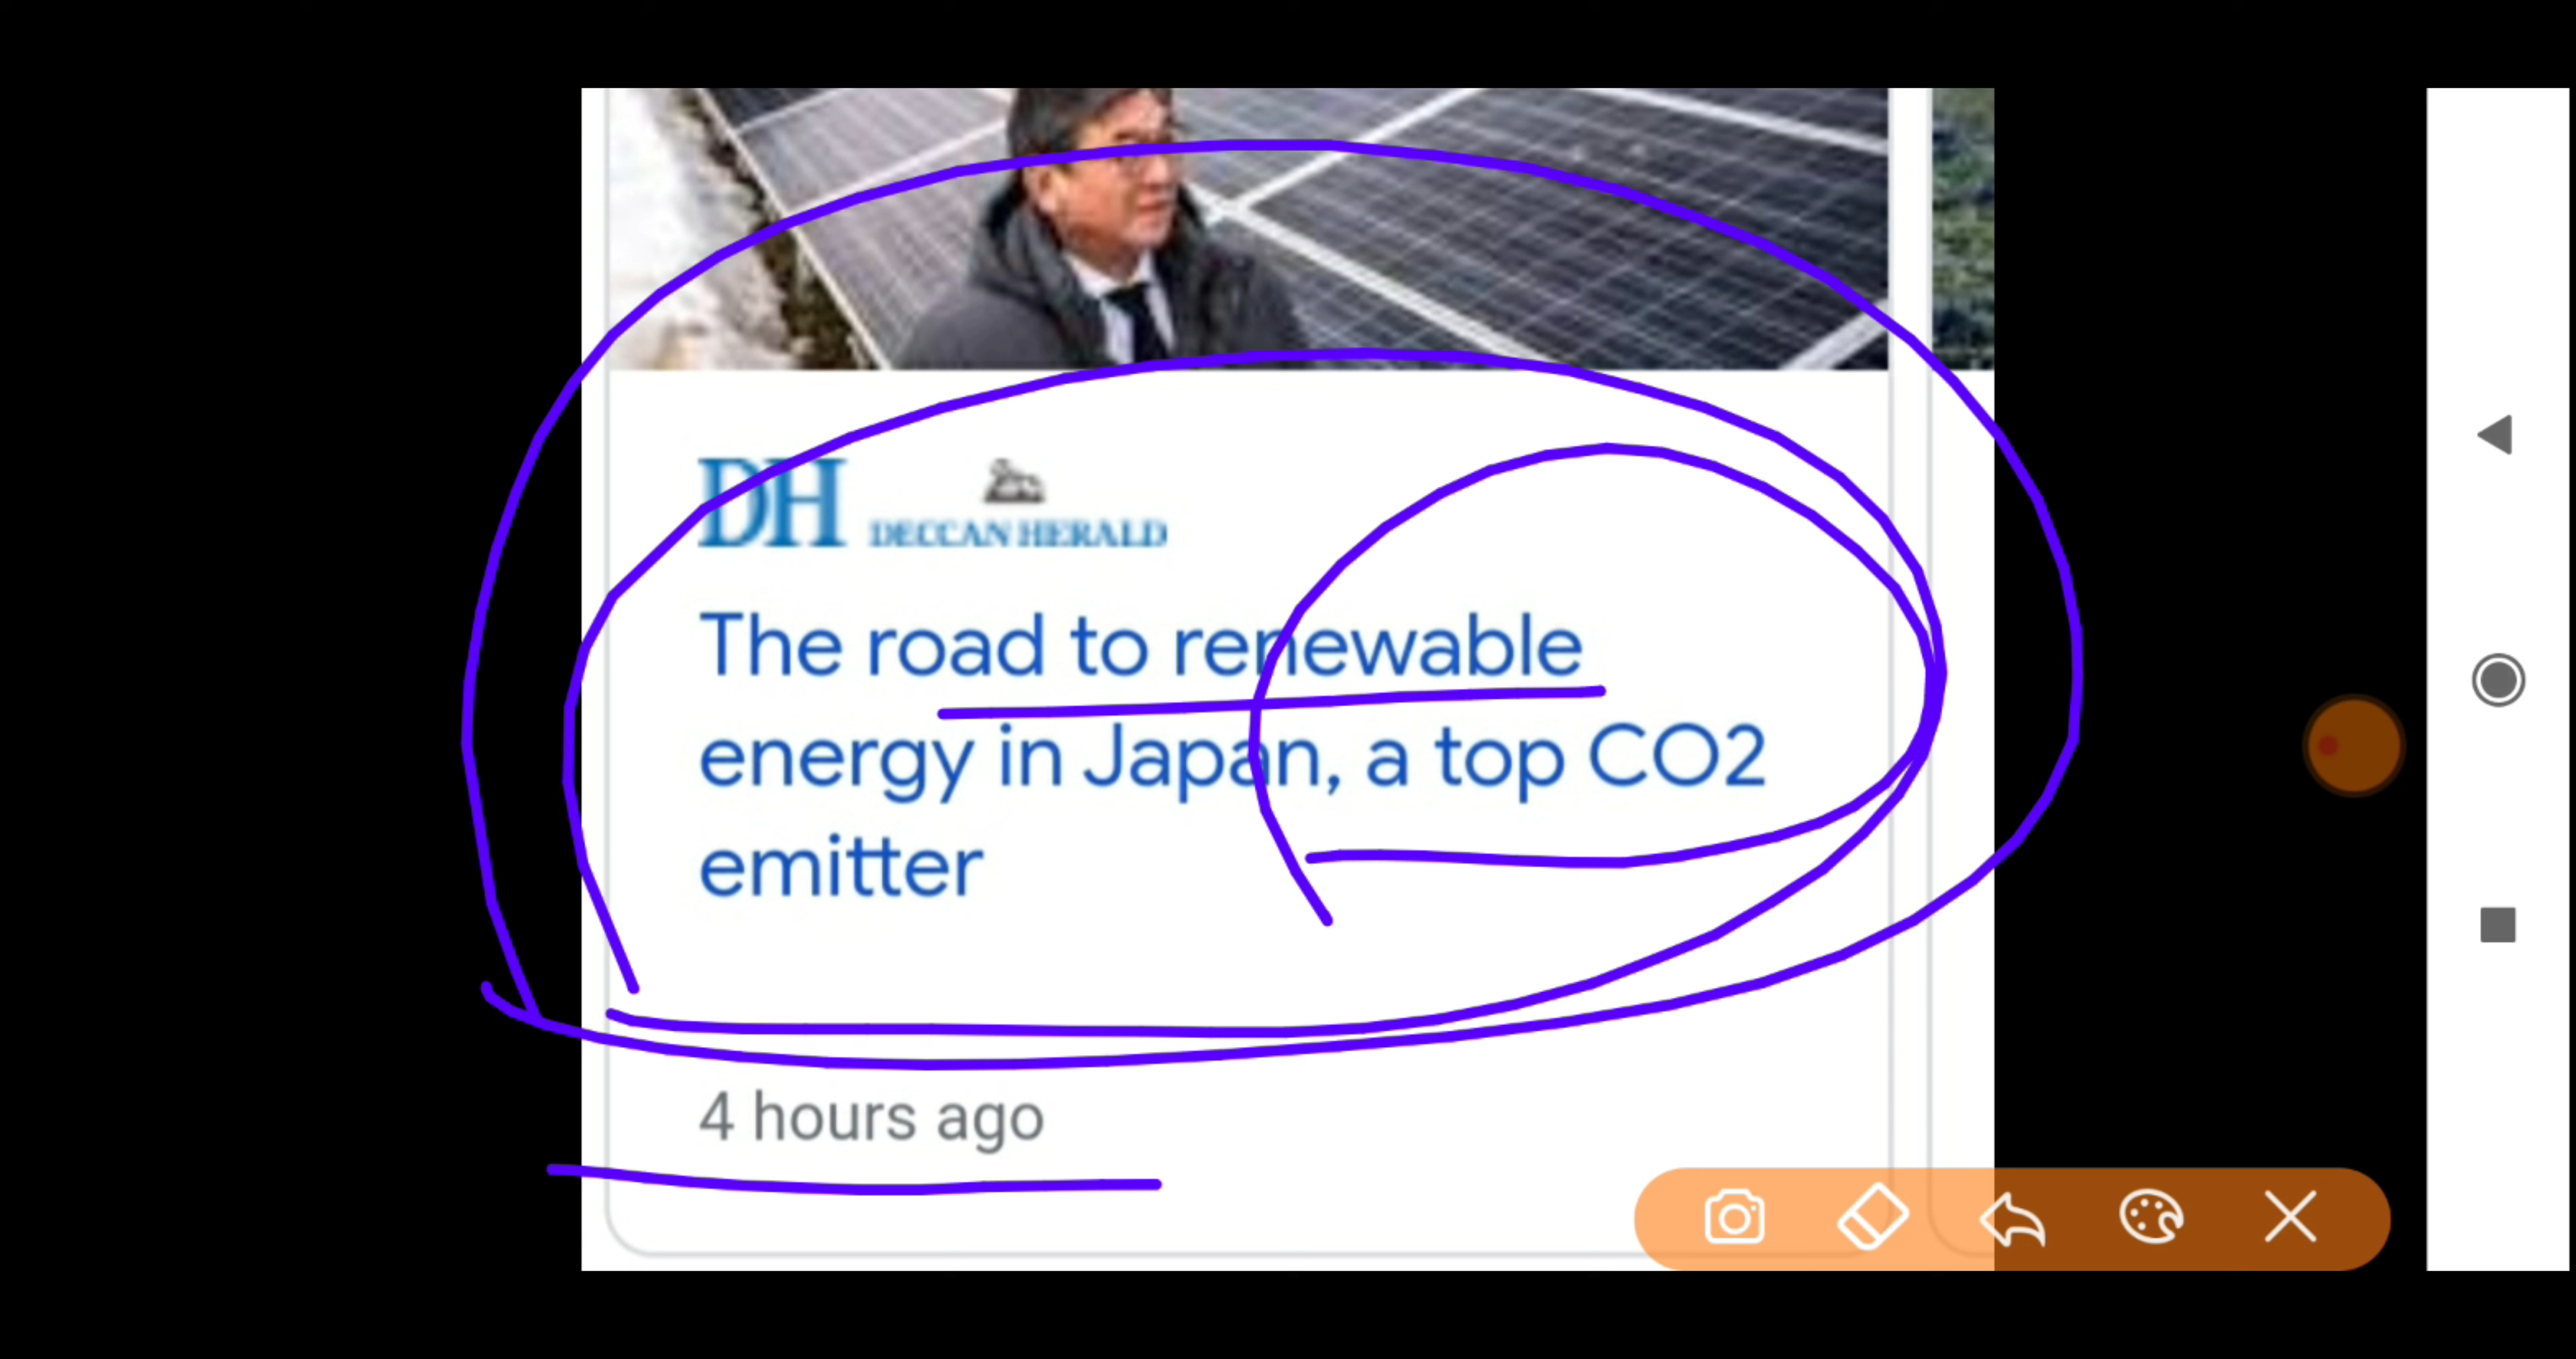 DH DECCAN HERALD
The road to renewable
energy in Japan, a top CO2
emitter
4 hours ago